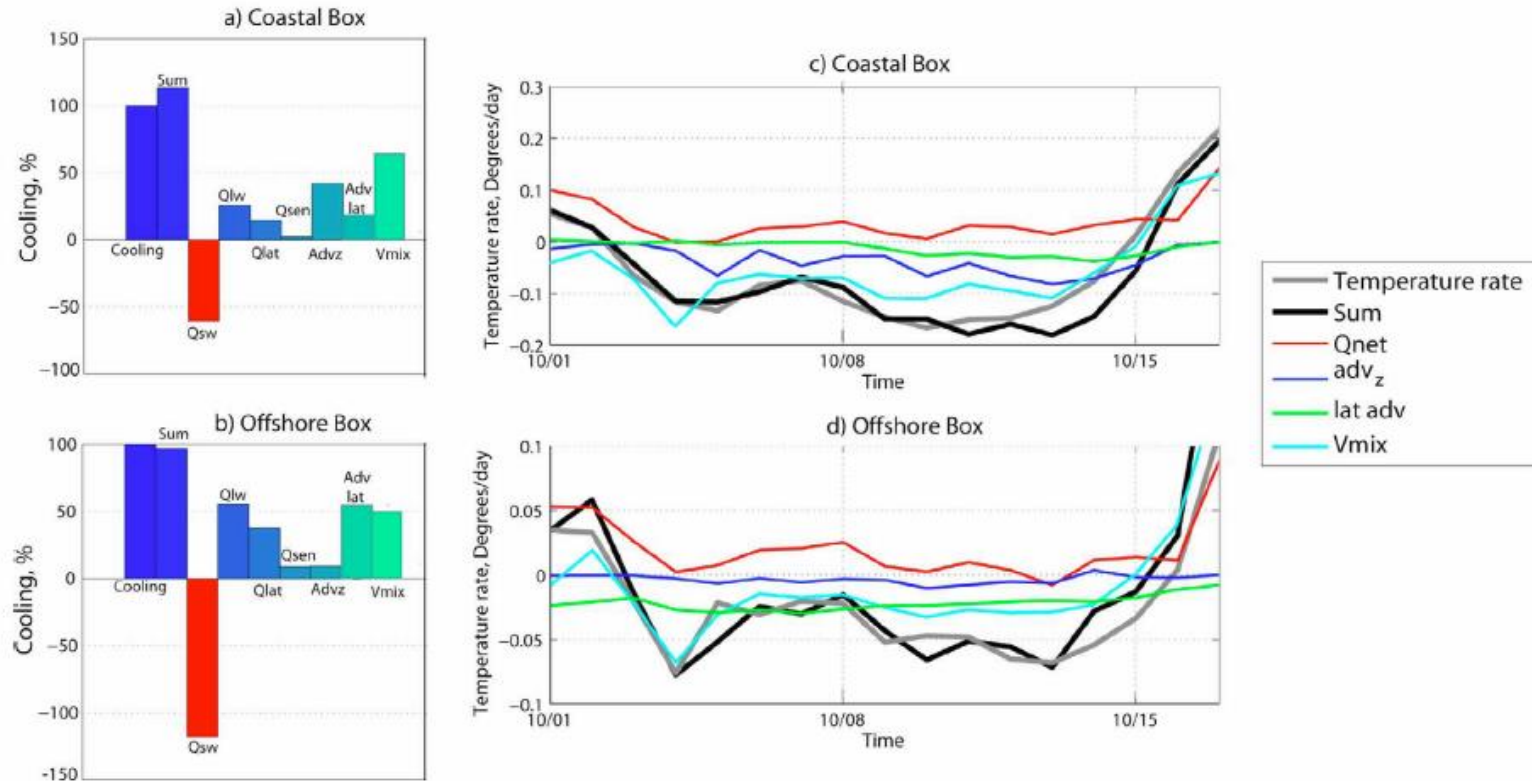 a) Coastal Box
150
100
50
0
−50
−100
Cooling, %
Cooling
Sum
Qsw
Qlw
Qlat
Qsen
Advz
Adv
lat
Vmix
b) Offshore Box
100
50
0
−50
−100
-150
Cooling, %
Cooling
Sum
Qsw
Qlw
Qlat
Qsen
Advz
Adv
lat
Vmix
c) Coastal Box
0.3
0.2
0.1
0
−0.1
−0.2
Temperature rate, Degrees/day
10/01
10/08
10/15
Time
d) Offshore Box
0.1
0.05
0
−0.05
−0.1
Temperature rate, Degrees/day
10/01
10/08
10/15
Time
Temperature rate
Sum
Qnet
adv_z
lat adv
Vmix